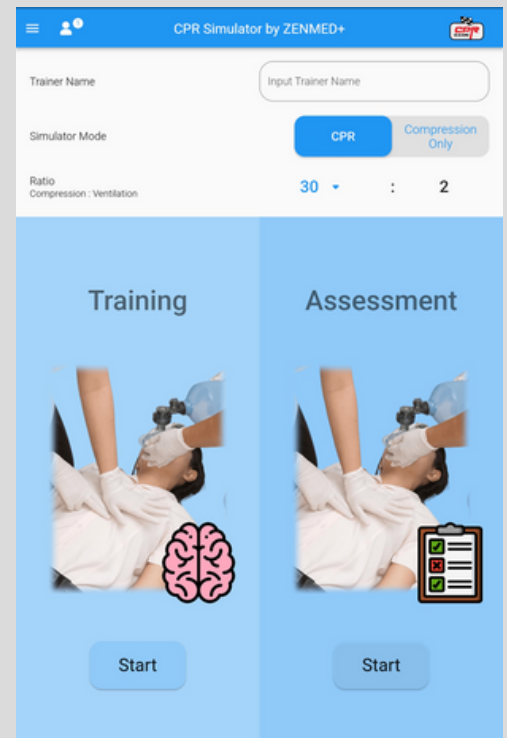 CPR Simulator by ZENMED+
CPR
Trainer Name
Input Trainer Name
Simulator Mode
CPR
Compression
Only
Ratio
Compression : Ventilation
30 : 2
Training
Assessment
Start
Start